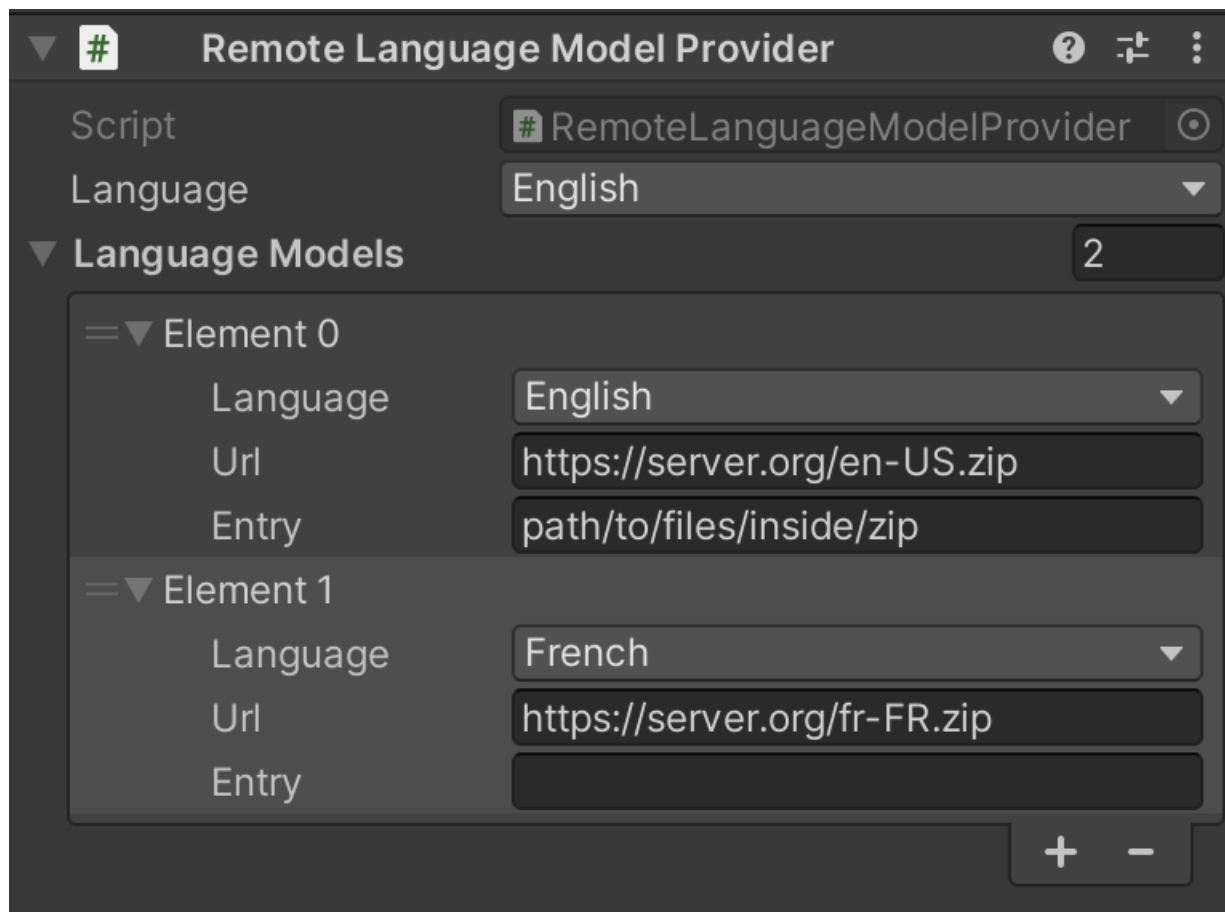 # Remote Language Model Provider ?
Script # RemoteLanguageModelProvider
Language English
Language Models 2
Element 0
Language English
Url https://server.org/en-US.zip
Entry path/to/files/inside/zip
Element 1
Language French
Url https://server.org/fr-FR.zip
Entry
+ -